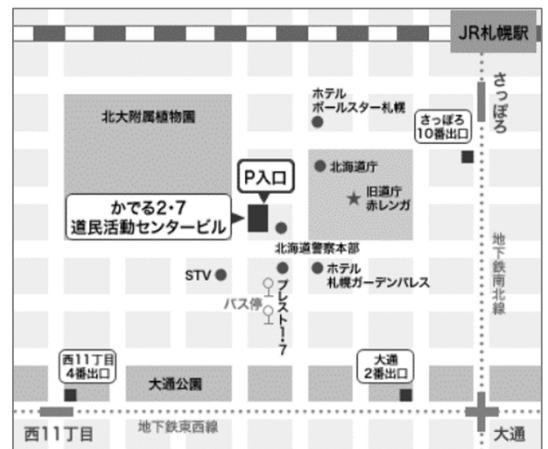 JR札幌駅
さっぽろ
ホテル
ポールスター札幌
さっぽろ
10番出口
北大附属植物園
北海道庁
P入口
旧道庁
赤レンガ
かでる2・7
道民活動センタービル
北海道警察本部
地下鉄南北線
STV
ホテル
札幌ガーデンパレス
プレスト1・7
バス停
西11丁目
4番出口
大通
2番出口
大通公園
西11丁目
地下鉄東西線
大通